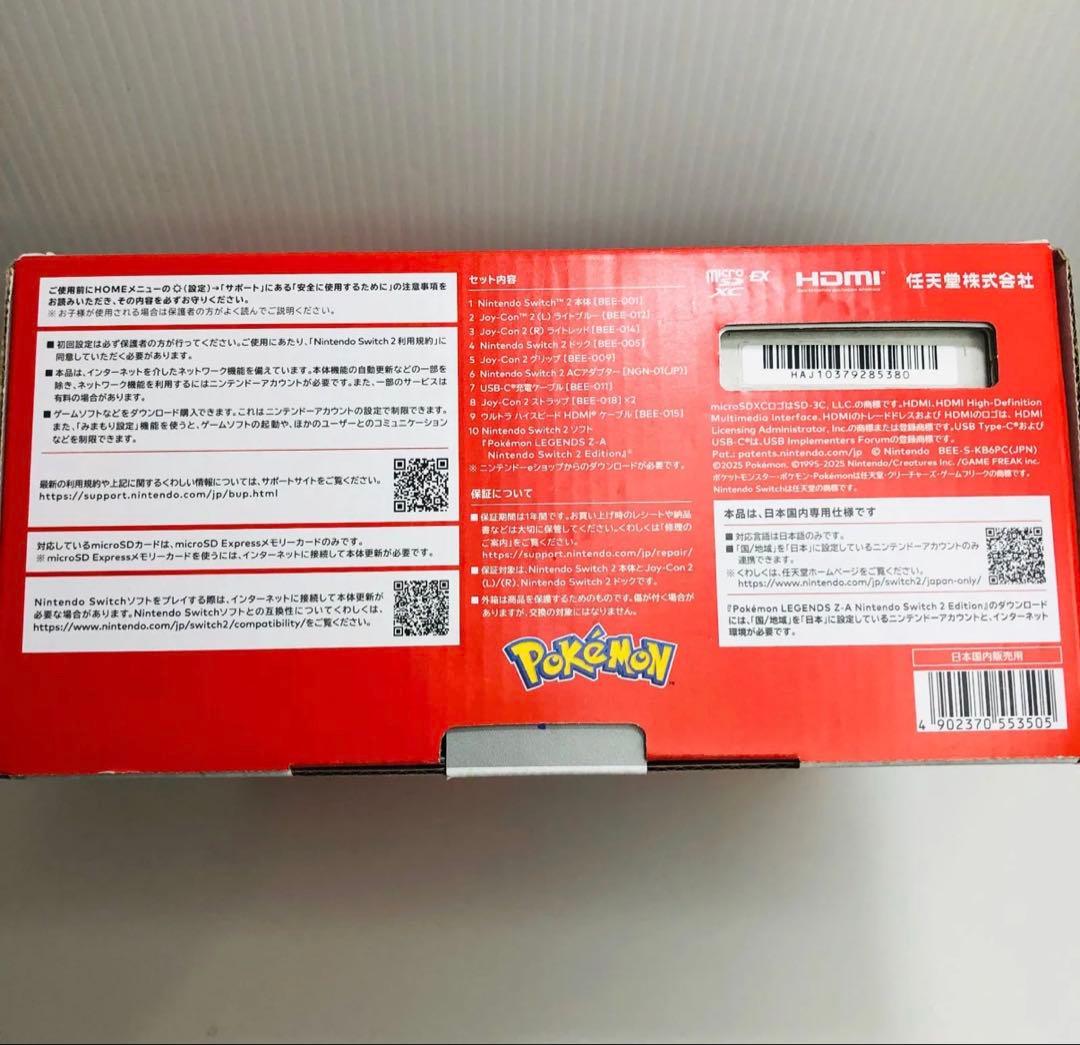 ご使用前にHOMEメニューの (設定)→「サポート」にある「安全に使用するために」の注意事項を
お読みいただき、その内容を必ずお守りください。
※お子様が使用される場合は保護者の方がよく読んでご説明ください。
■ 初回設定は必ず保護者の方が行ってください。ご使用にあたり、「Nintendo Switch 2 利用規約」に
同意していただく必要があります。
■ 本品は、インターネットを介したネットワーク機能を備えています。本体機能の自動更新などの一部を
除き、ネットワーク機能を利用するにはニンテンドーアカウントが必要です。また、一部のサービスは
有料の場合があります。
■ ゲームソフトなどをダウンロード購入できます。これはニンテンドーアカウントの設定で制限できます。
また、「みまもり設定」機能を使うと、ゲームソフトの起動や、ほかのユーザーとのコミュニケーション
などを制限できます。
最新の利用規約や上記に関するくわしい情報については、サポートサイトをご覧ください。
https://support.nintendo.com/jp/bup.html
対応しているmicroSDカードは、microSD Expressメモリーカードのみです。
※microSD Expressメモリーカードを使うには、インターネットに接続して本体更新が必要です。
Nintendo Switchソフトをプレイする際は、インターネットに接続して本体更新が
必要な場合があります。Nintendo Switchソフトとの互換性についてくわしくは、
https://www.nintendo.com/jp/switch2/compatibility/をご覧ください。
セット内容
1 Nintendo Switch™ 2 本体 [BEE-001]
2 Joy-Con™ 2 (L) ライトブルー [BEE-012]
3 Joy-Con 2 (R) ライトレッド [BEE-014]
4 Nintendo Switch 2 ドック [BEE-005]
5 Joy-Con 2 グリップ [BEE-009]
6 Nintendo Switch 2 ACアダプター [NGN-01(JP)]
7 USB-C®充電ケーブル [BEE-011]
8 Joy-Con 2 ストラップ [BEE-018]×2
9 ウルトラ ハイスピード HDMI® ケーブル [BEE-015]
10 Nintendo Switch 2 ソフト
『Pokémon LEGENDS Z-A
Nintendo Switch 2 Edition』
※ニンテンドーeショップからのダウンロードが必要です。
保証について
■ 保証期間は1年間です。お買い上げ時のレシートや納品
書などは大切に保管してください。くわしくは「修理の
ご案内」をご覧ください。
https://support.nintendo.com/jp/repair/
■ 保証対象は、Nintendo Switch 2 本体とJoy-Con 2
(L)/(R)、Nintendo Switch 2 ドックです。
■ 外箱は商品を保護するためのものです。傷が付く場合が
ありますが、交換の対象にはなりません。
POKéMON™
micro SD XC EX
HDMI®
任天堂株式会社
HAJ10379285380
microSDXCロゴはSD-3C, LLC.の商標です。HDMI、HDMI High-Definition
Multimedia Interface、HDMIのトレードドレスおよび HDMIのロゴは、HDMI
Licensing Administrator, Inc.の商標または登録商標です。USB Type-C®および
USB-C®は、USB Implementers Forumの登録商標です。
Pat.: patents.nintendo.com/jp © Nintendo BEE-S-KB6PC(JPN)
©2025 Pokémon. ©1995-2025 Nintendo/Creatures Inc. /GAME FREAK inc.
ポケットモンスター・ポケモン・Pokémonは任天堂・クリーチャーズ・ゲームフリークの商標です。
Nintendo Switchは任天堂の商標です。
本品は、日本国内専用仕様です
■ 対応言語は日本語のみです。
■ 「国/地域」を「日本」に設定しているニンテンドーアカウントのみ
連携できます。
※くわしくは、任天堂ホームページをご覧ください。
https://www.nintendo.com/jp/switch2/japan-only/
『Pokémon LEGENDS Z-A Nintendo Switch 2 Edition』のダウンロード
には、「国/地域」を「日本」に設定しているニンテンドーアカウントと、インターネット
環境が必要です。
日本国内販売用
4 902370 553505